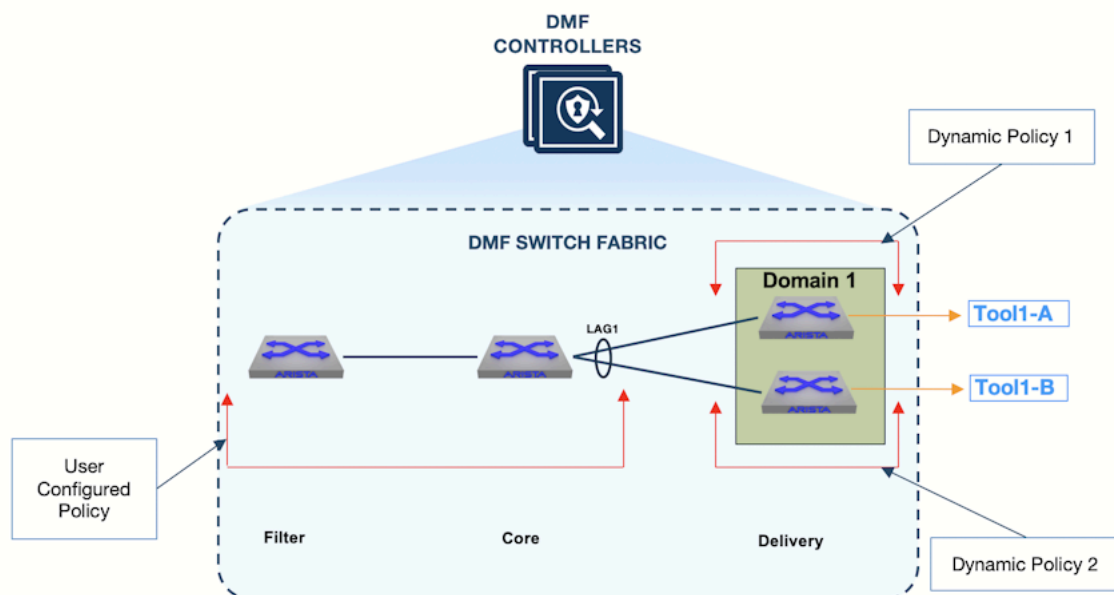 DMF
CONTROLLERS
Dynamic Policy 1
DMF SWITCH FABRIC
Domain 1
LAG1
Tool1-A
ARISTA
ARISTA
ARISTA
Tool1-B
ARISTA
User
Configured
Policy
Filter
Core
Delivery
Dynamic Policy 2